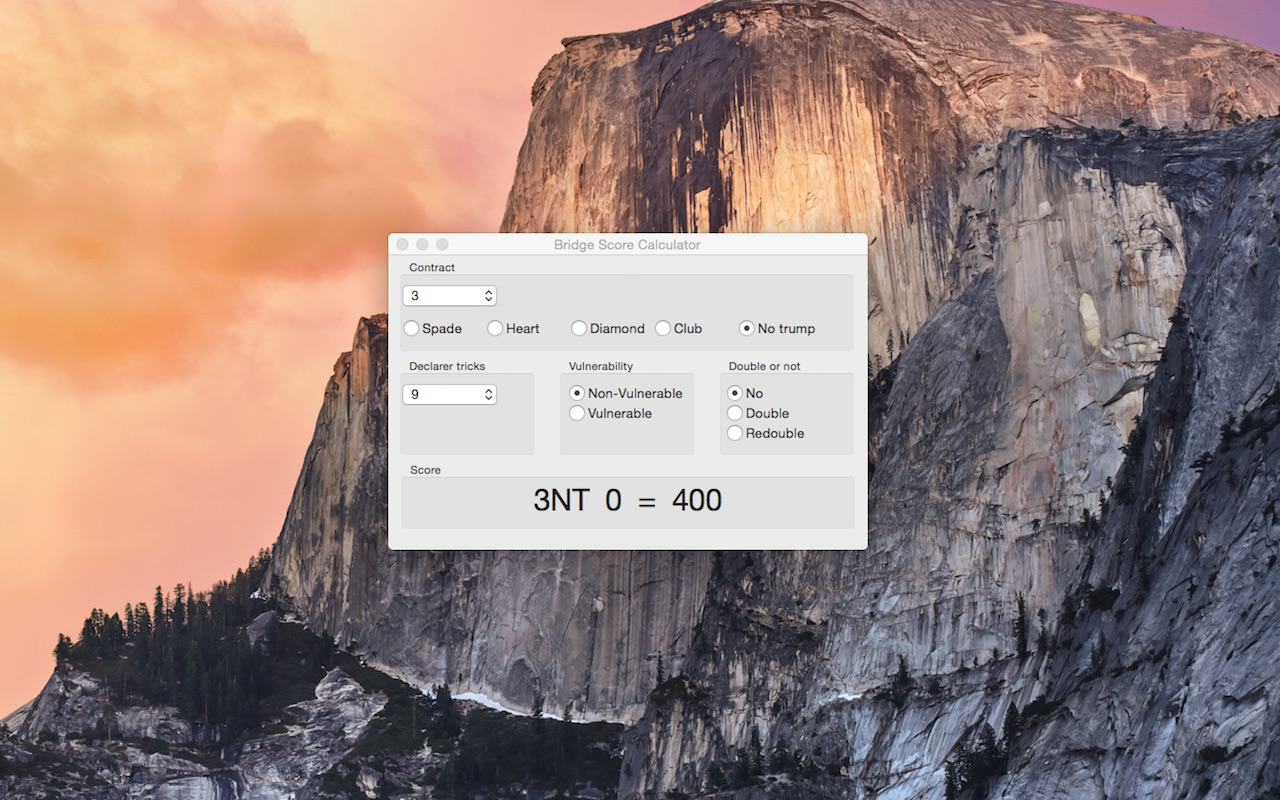 Bridge Score Calculator
Contract
3
Spade Heart Diamond Club No trump
Declarer tricks Vulnerability Double or not
9 Non-Vulnerable No
Vulnerable Double
Redouble
Score
3NT 0 = 400